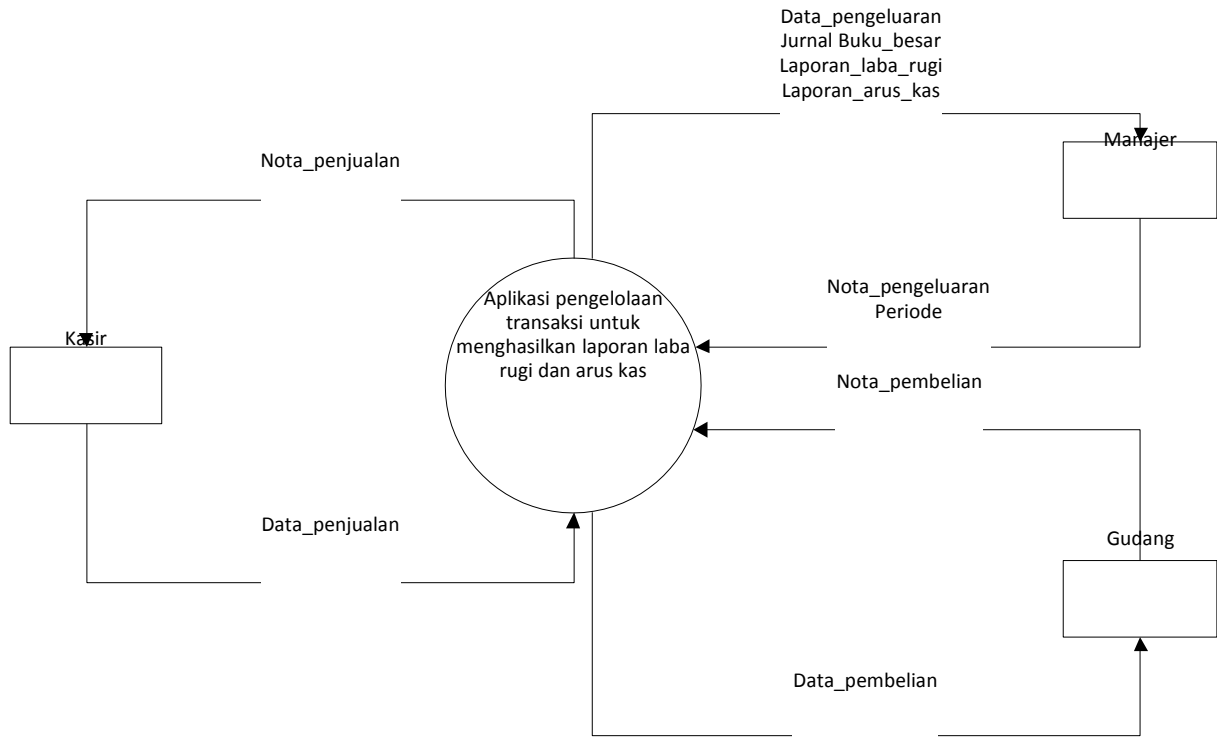 Data_pengeluaran
Jurnal Buku_besar
Laporan_laba_rugi
Laporan_arus_kas
Manajer
Nota_penjualan
Nota_pengeluaran
Periode
Aplikasi pengelolaan
transaksi untuk
menghasilkan laporan laba
rugi dan arus kas
Kasir
Nota_pembelian
Data_penjualan
Gudang
Data_pembelian